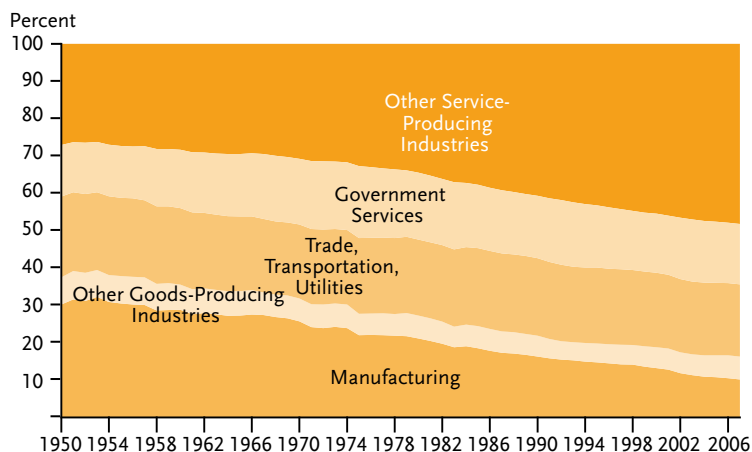 Percent
100
90
80
70
60
50
40
30
20
10
Other Service-
Producing
Industries
Government
Services
Trade,
Transportation,
Utilities
Other Goods-Producing
Industries
Manufacturing
1950 1954 1958 1962 1966 1970 1974 1978 1982 1986 1990 1994 1998 2002 2006